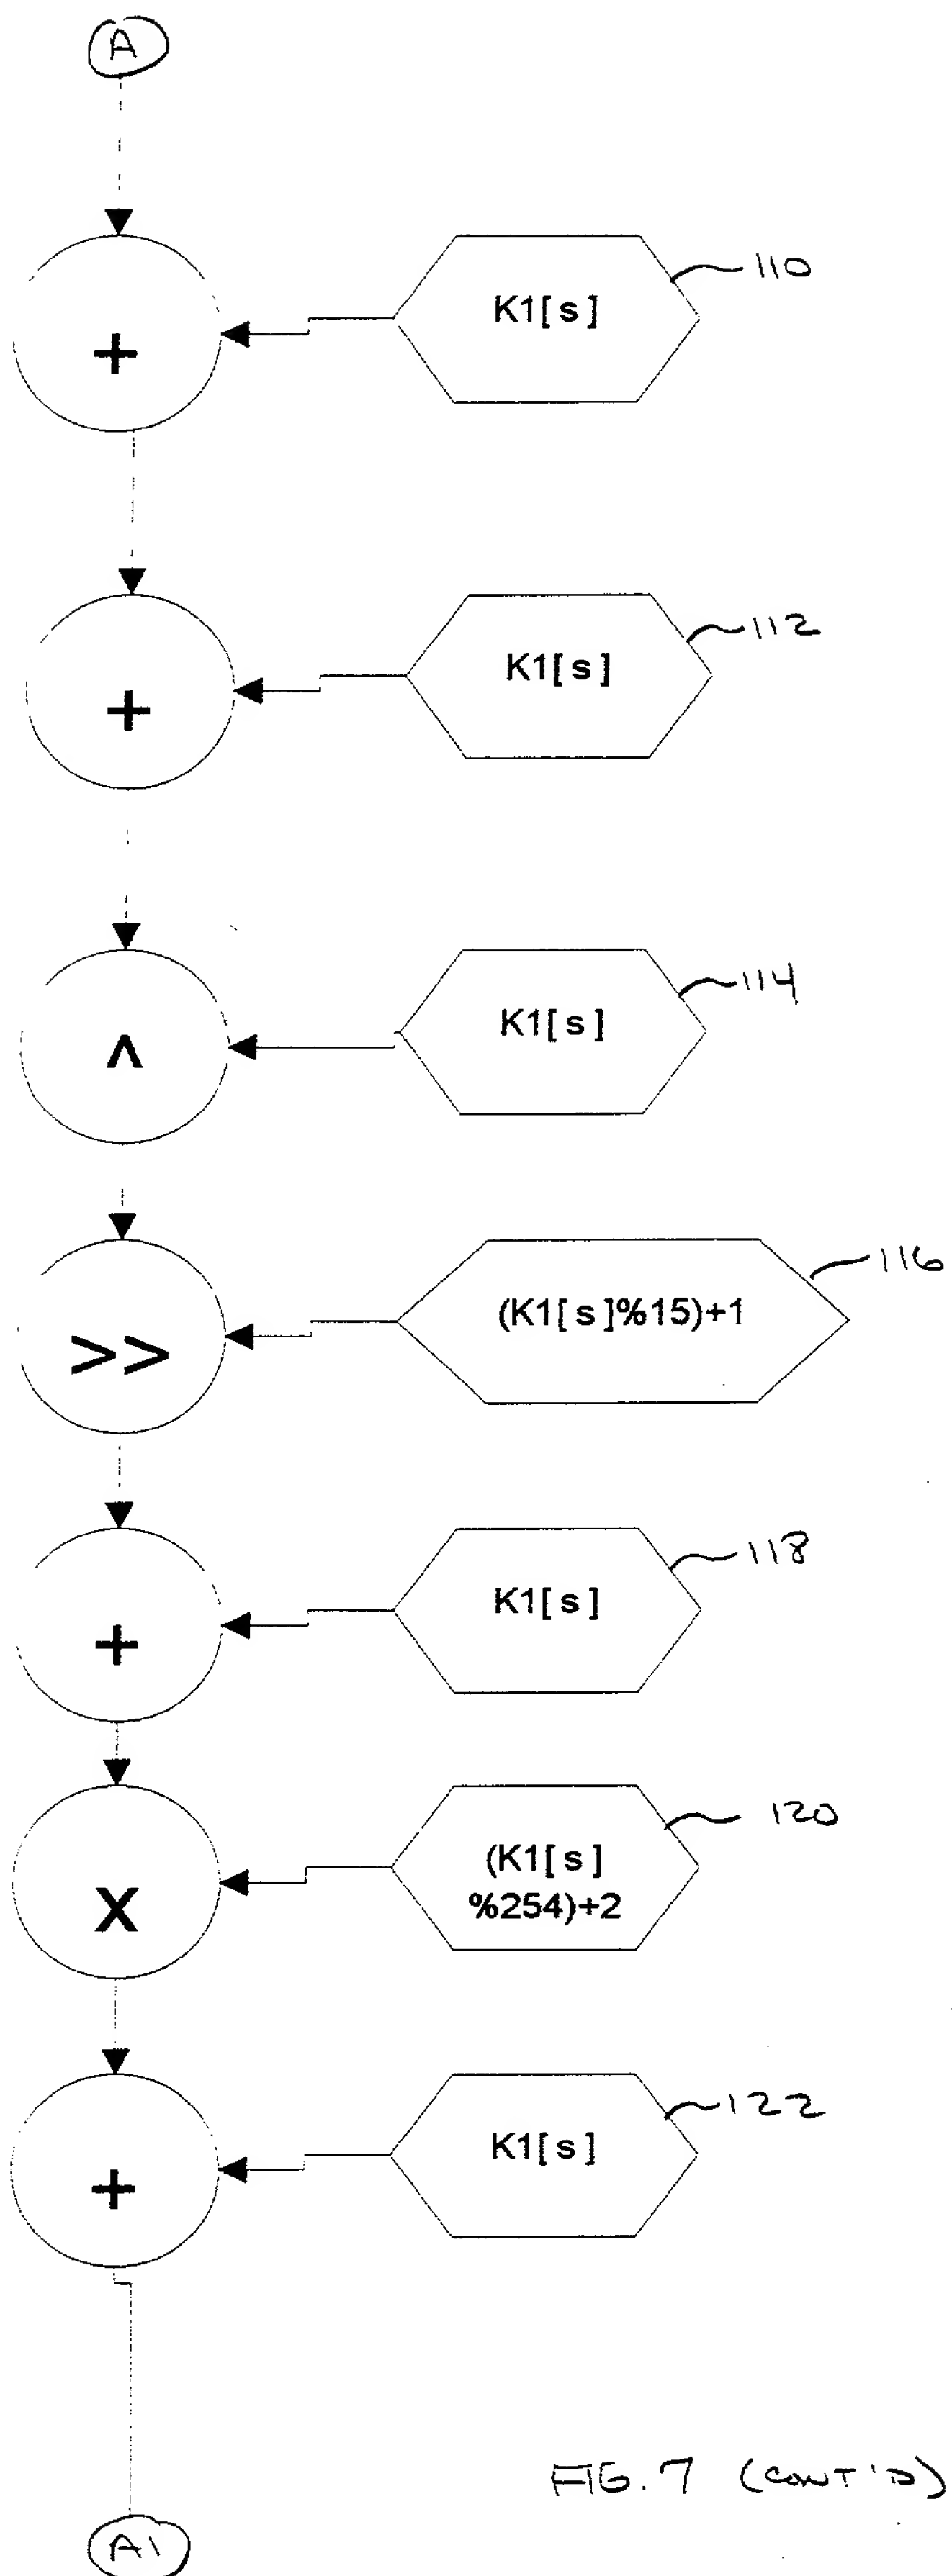 A
K1[s]
110
+
K1[s]
112
+
K1[s]
114
^
(K1[s]%15)+1
116
>>
K1[s]
118
+
(K1[s]
%254)+2
120
X
K1[s]
122
+
FIG. 7 (CONT'D)
A1